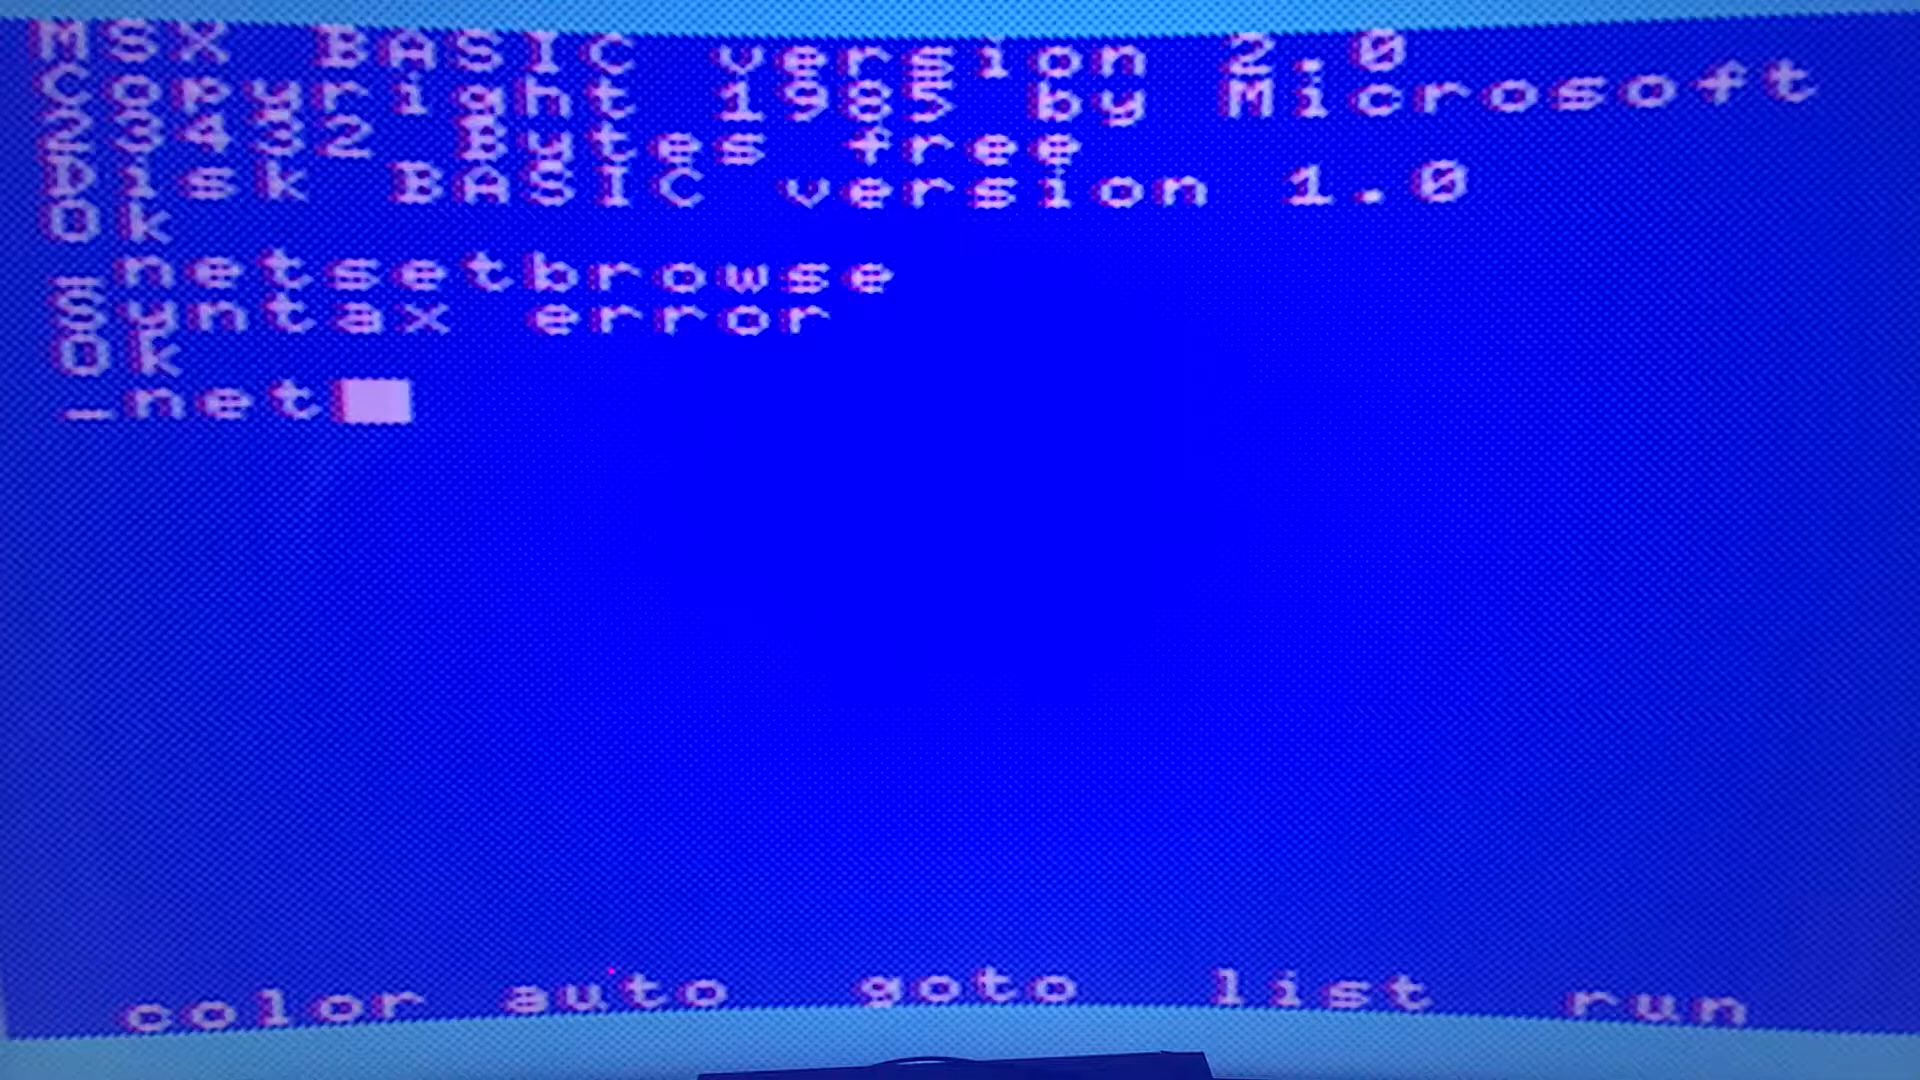 MSX BASIC version 2.0
Copyright 1985 by Microsoft
23432 Bytes free
Disk BASIC version 1.0
Ok
_netsetbrowse
Syntax error
Ok
_net
color auto goto list run